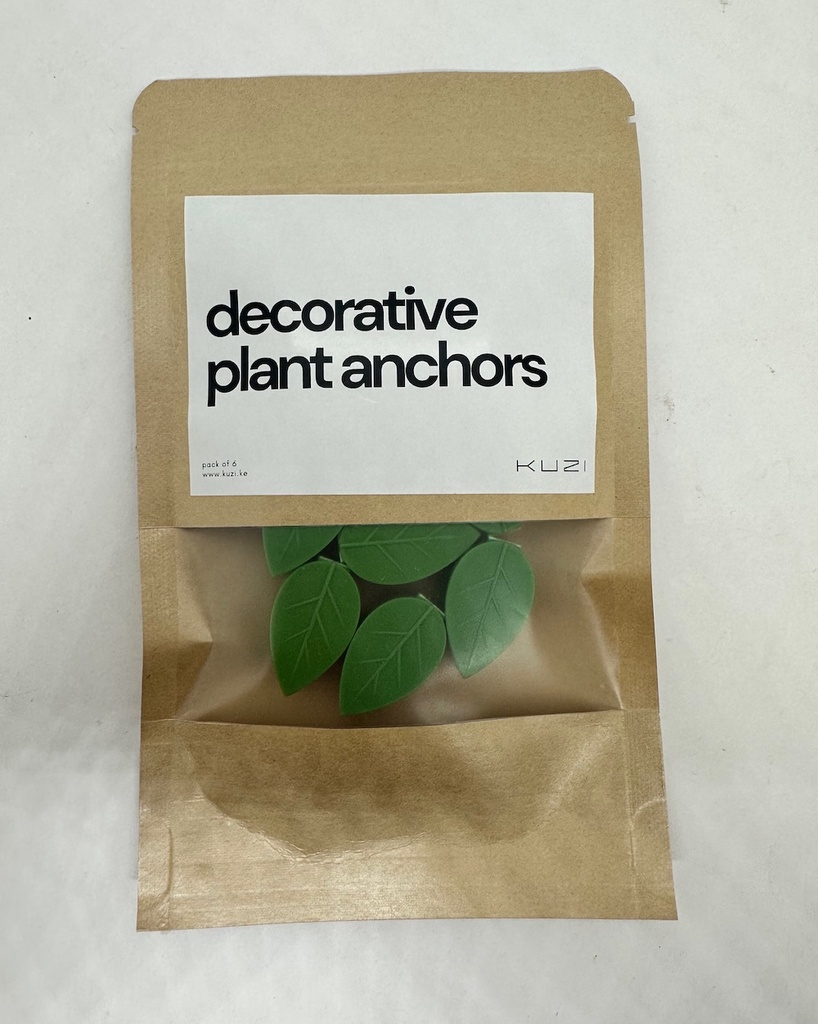 decorative
plant anchors
pack of 6
www.kuzi.ke
KUZI